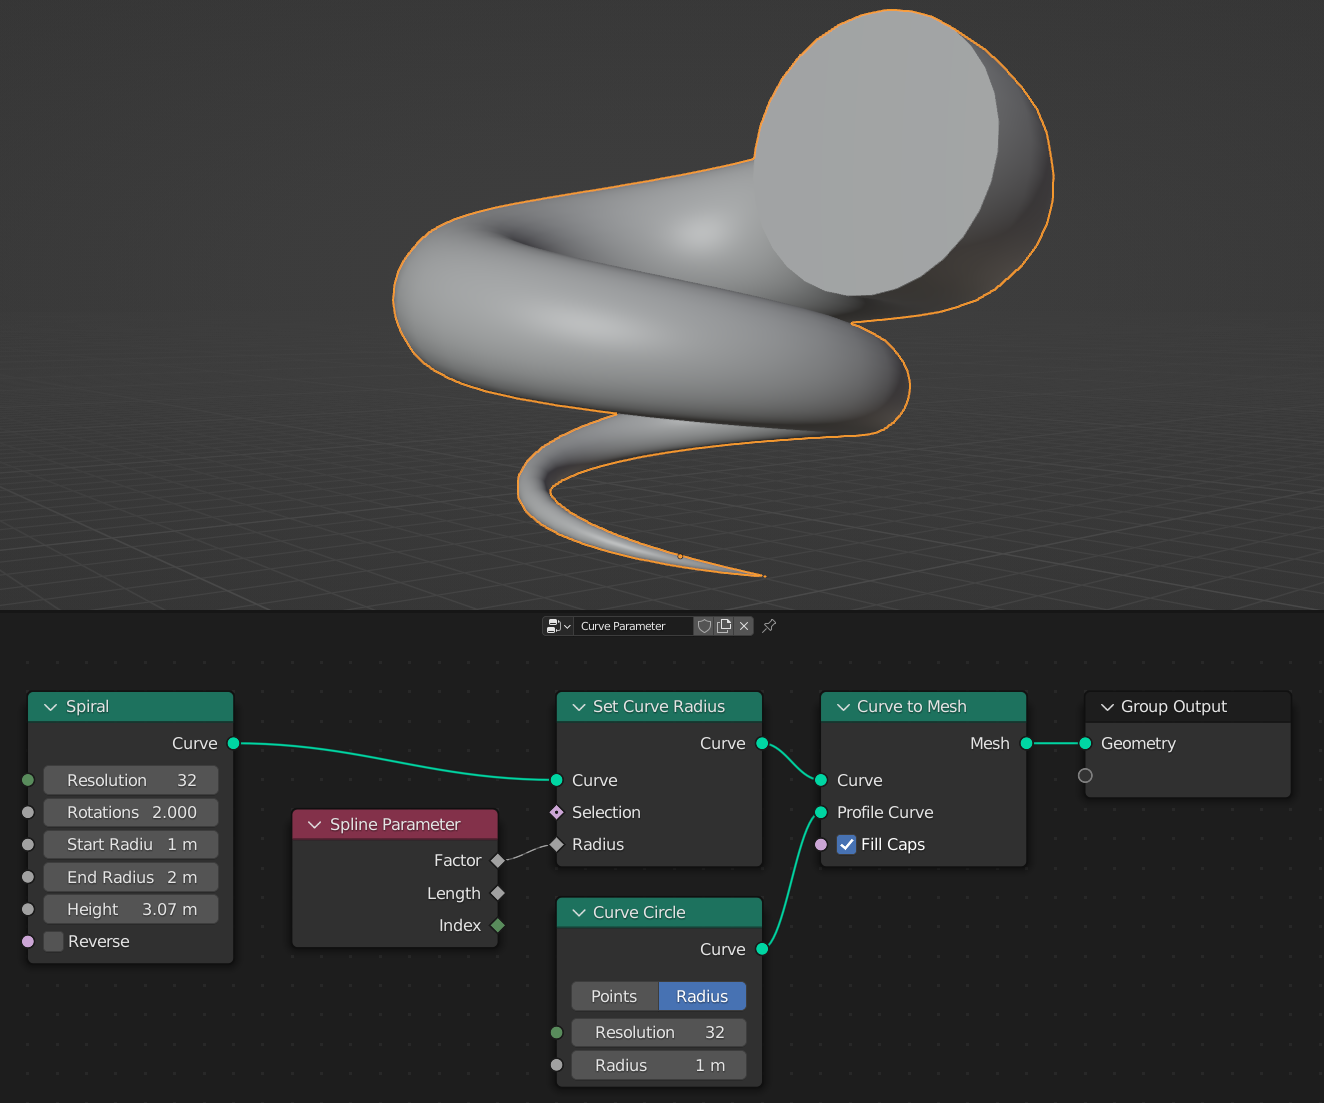 Curve Parameter
Spiral
Curve
Resolution 32
Rotations 2.000
Start Radiu 1 m
End Radius 2 m
Height 3.07 m
Reverse
Spline Parameter
Factor
Length
Index
Set Curve Radius
Curve
Curve
Selection
Radius
Curve Circle
Curve
Points Radius
Resolution 32
Radius 1 m
Curve to Mesh
Mesh
Curve
Profile Curve
Fill Caps
Group Output
Geometry